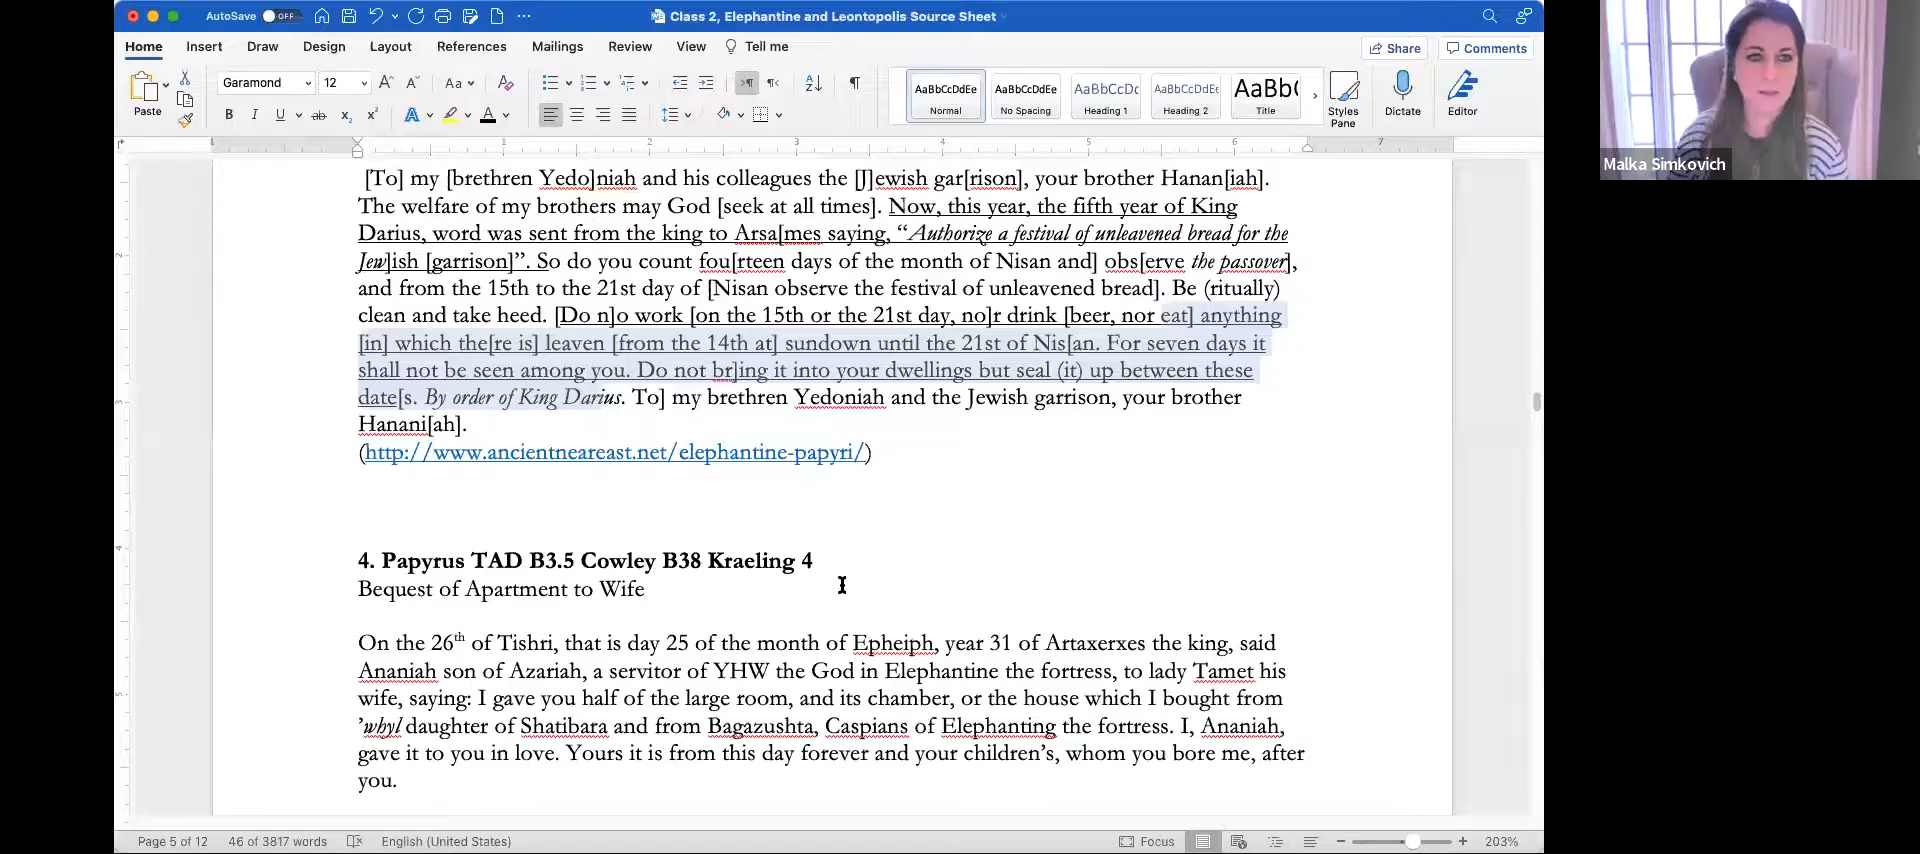 AutoSave OFF Class 2, Elephantine and Leontopolis Source Sheet
Home Insert Draw Design Layout References Mailings Review View Tell me Share Comments
Paste Garamond 12 Aa AaBbCcDdEe Normal AaBbCcDdEe No Spacing AaBbCcDc Heading 1 AaBbCcDdEe Heading 2 AaBb( Title Styles Pane Dictate Editor
Malka Simkovich
1 2 3 4 5 6 7
[To] my [brethren Yedo]niah and his colleagues the [J]ewish gar[rison], your brother Hanan[iah].
The welfare of my brothers may God [seek at all times]. Now, this year, the fifth year of King
Darius, word was sent from the king to Arsa[mes saying, “Authorize a festival of unleavened bread for the
Jew]ish [garrison]”. So do you count fou[rteen days of the month of Nisan and] obs[erve the passover],
and from the 15th to the 21st day of [Nisan observe the festival of unleavened bread]. Be (ritually)
clean and take heed. [Do n]o work [on the 15th or the 21st day, no]r drink [beer, nor eat] anything
[in] which the[re is] leaven [from the 14th at] sundown until the 21st of Nis[an. For seven days it
shall not be seen among you. Do not br]ing it into your dwellings but seal (it) up between these
date[s. By order of King Darius. To] my brethren Yedoniah and the Jewish garrison, your brother
Hanani[ah].
(http://www.ancientneareast.net/elephantine-papyri/)
4. Papyrus TAD B3.5 Cowley B38 Kraeling 4
Bequest of Apartment to Wife
On the 26th of Tishri, that is day 25 of the month of Epheiph, year 31 of Artaxerxes the king, said
Ananiah son of Azariah, a servitor of YHW the God in Elephantine the fortress, to lady Tamet his
wife, saying: I gave you half of the large room, and its chamber, or the house which I bought from
’whyl daughter of Shatibara and from Bagazushta, Caspians of Elephanting the fortress. I, Ananiah,
gave it to you in love. Yours it is from this day forever and your children’s, whom you bore me, after
you.
Page 5 of 12 46 of 3817 words English (United States) Focus 203%